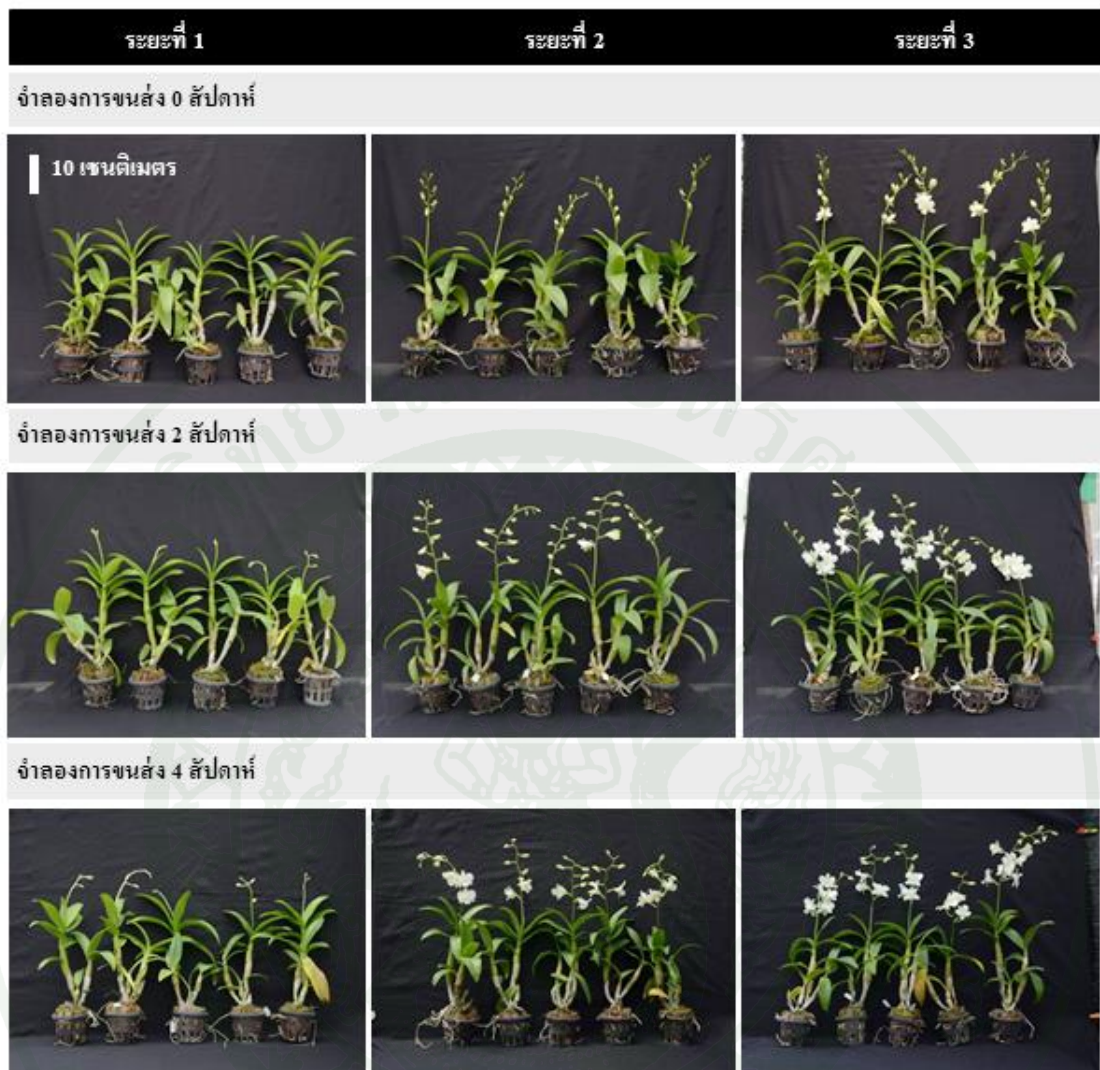 ระยะที่ 1 ระยะที่ 2 ระยะที่ 3
จำลองการขนส่ง 0 สัปดาห์
10 เซนติเมตร
จำลองการขนส่ง 2 สัปดาห์
จำลองการขนส่ง 4 สัปดาห์